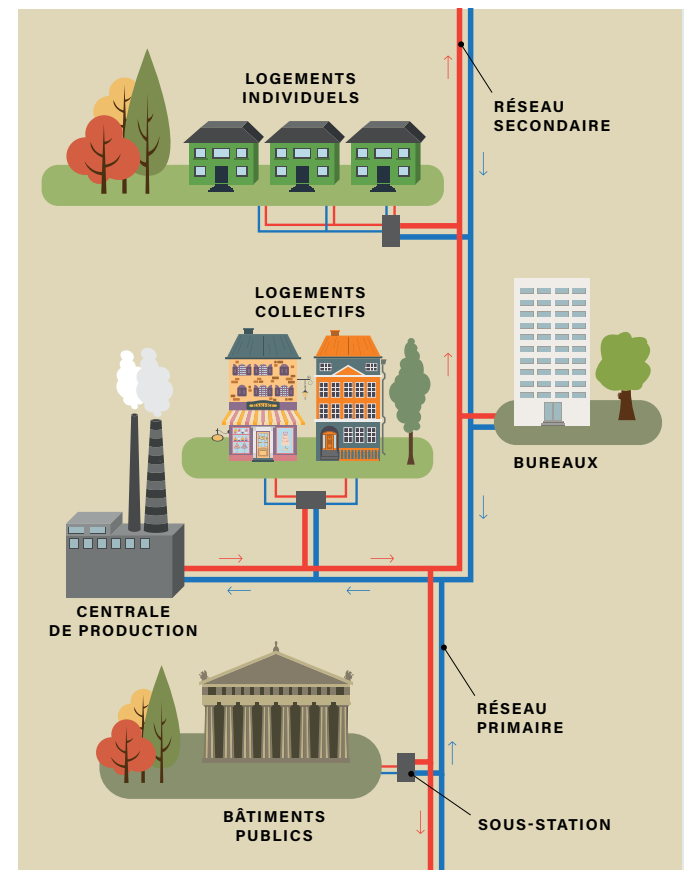 LOGEMENTS
INDIVIDUELS
RÉSEAU
SECONDAIRE
LOGEMENTS
COLLECTIFS
BUREAUX
CENTRALE
DE PRODUCTION
RÉSEAU
PRIMAIRE
BÂTIMENTS
PUBLICS
SOUS-STATION